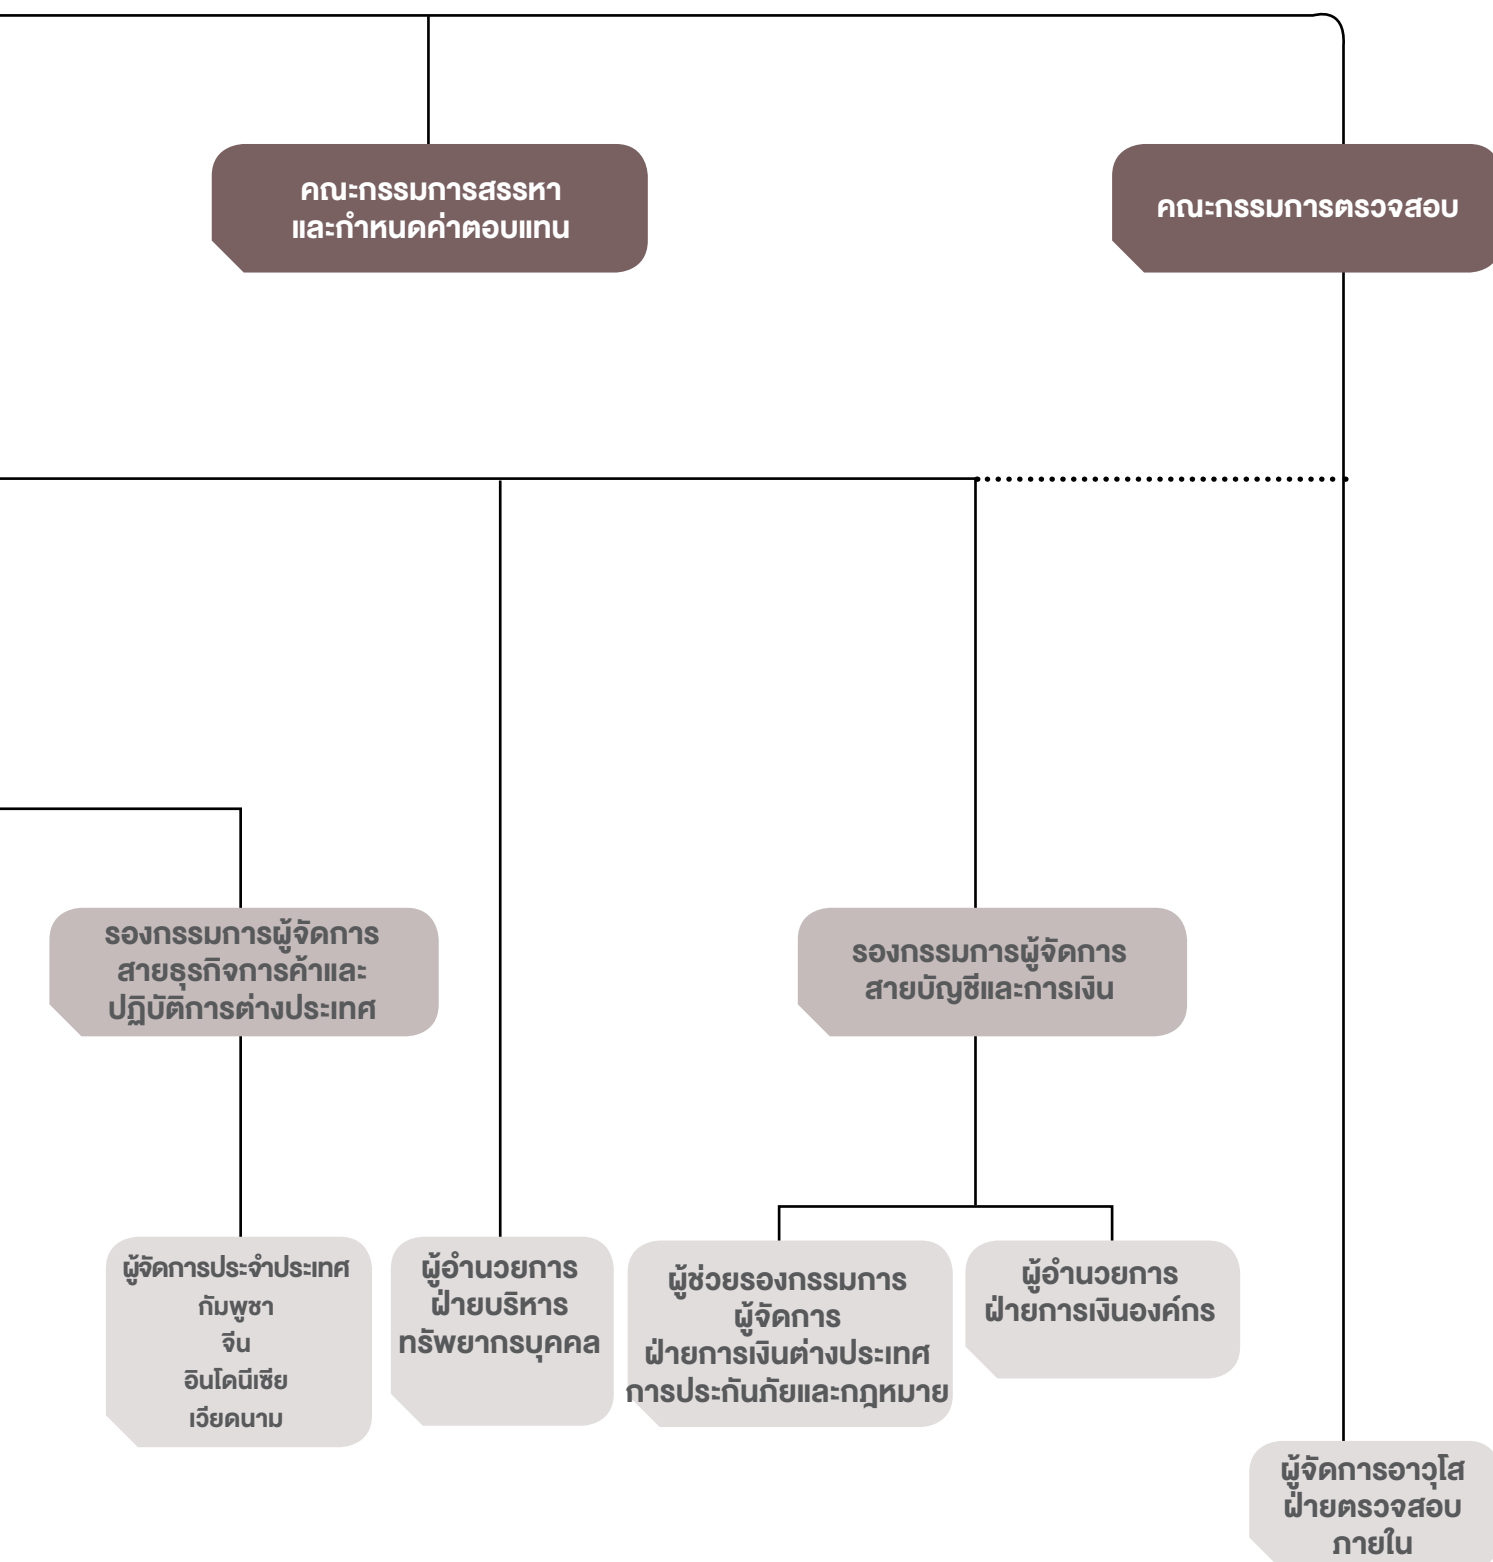 คณะกรรมการสรรหา
และกำหนดค่าตอบแทน
คณะกรรมการตรวจสอบ
รองกรรมการผู้จัดการ
สายธุรกิจการค้าและ
ปฏิบัติการต่างประเทศ
รองกรรมการผู้จัดการ
สายบัญชีและการเงิน
ผู้จัดการประจำประเทศ
กัมพูชา
จีน
อินโดนีเซีย
เวียดนาม
ผู้อำนวยการ
ฝ่ายบริหาร
ทรัพยากรบุคคล
ผู้ช่วยรองกรรมการ
ผู้จัดการ
ฝ่ายการเงินต่างประเทศ
การประกันภัยและกฎหมาย
ผู้อำนวยการ
ฝ่ายการเงินองค์กร
ผู้จัดการอาวุโส
ฝ่ายตรวจสอบ
ภายใน